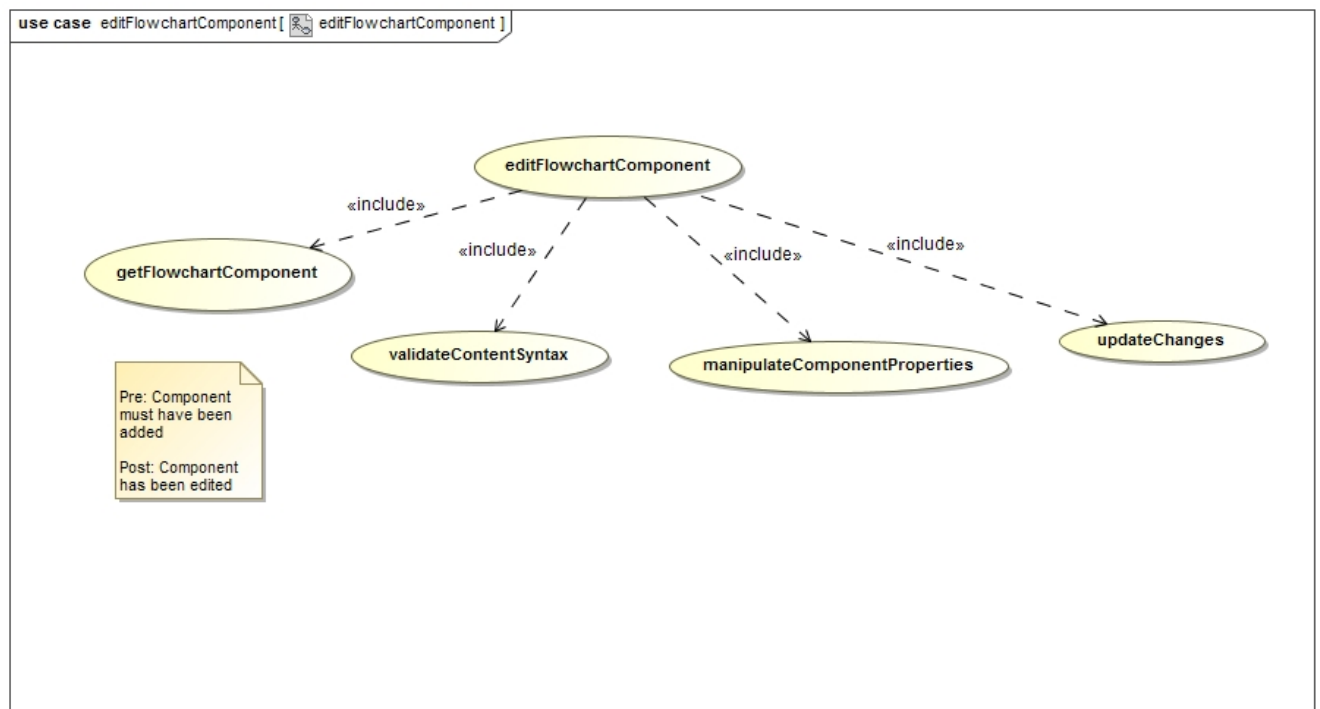 use case editFlowchartComponent [ editFlowchartComponent ]
editFlowchartComponent
«include»
«include»
«include»
«include»
getFlowchartComponent
validateContentSyntax
manipulateComponentProperties
updateChanges
Pre: Component
must have been
added
Post: Component
has been edited